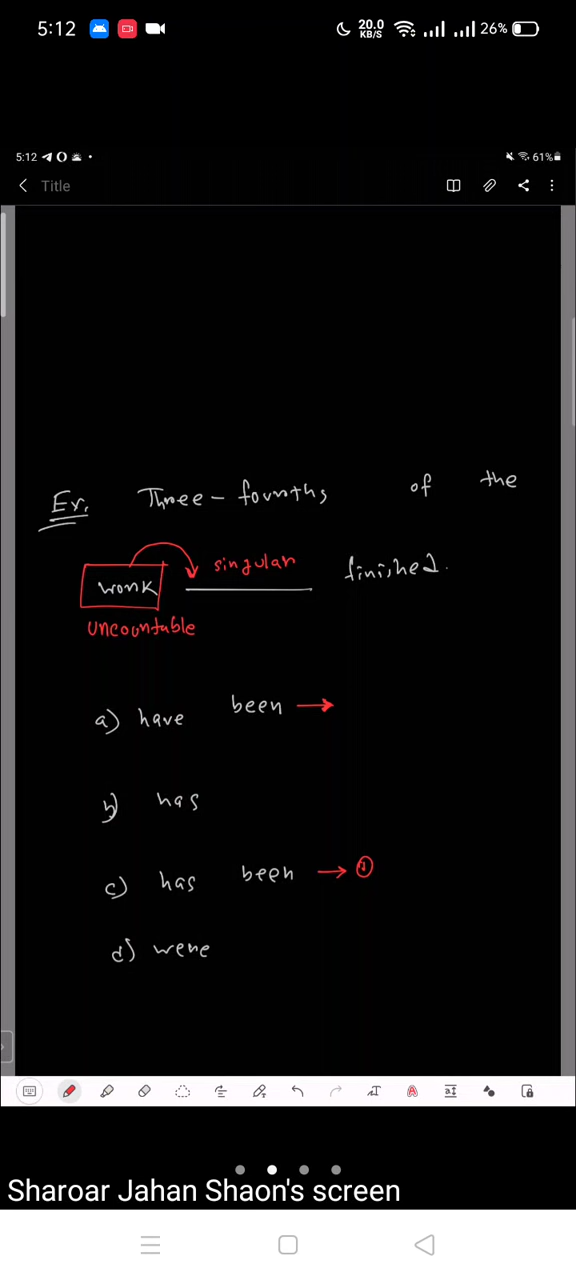 5:12
20.0 KB/S
26%
5:12
61%
Title
Ex. Three-fourths of the
work singular finished.
uncountable
a) have been →
b) has
c) has been →
d) were
Sharoar Jahan Shaon's screen